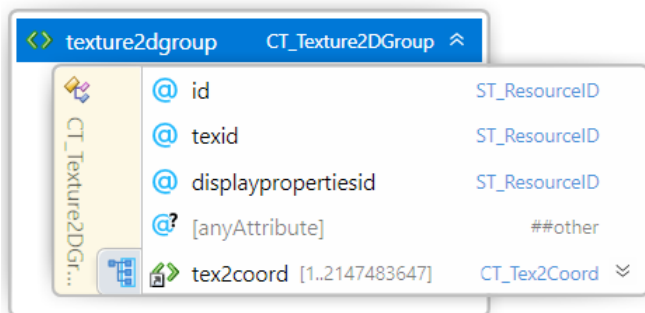 texture2dgroup CT_Texture2DGroup
CT_Texture2DGr...
@ id ST_ResourceID
@ texid ST_ResourceID
@ displaypropertiesid ST_ResourceID
@? [anyAttribute] ##other
tex2coord [1..2147483647] CT_Tex2Coord